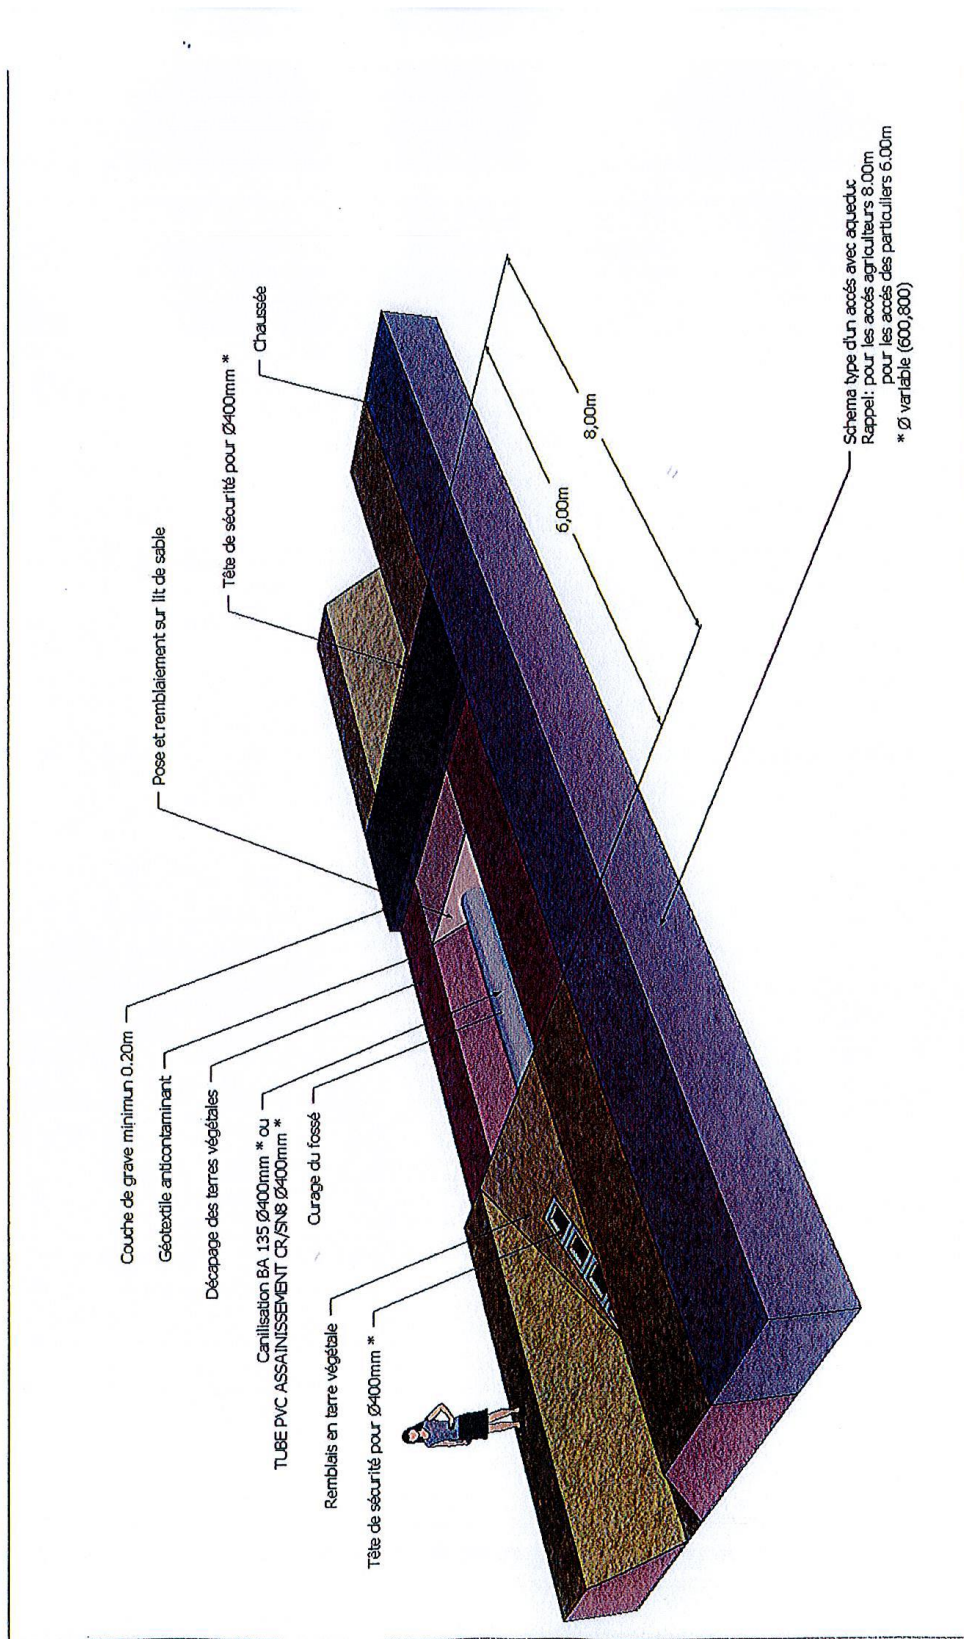 Couche de grave minimun 0.20m
Géotextile anticontaminant
Décapage des terres végétales
Canilisation BA 135 Ø400mm * ou
TUBE PVC ASSAINISSEMENT CR/SN8 Ø400mm *
Curage du fossé
Remblais en terre végétale
Tête de sécurité pour Ø400mm *
Pose et remblaiement sur lit de sable
Tête de sécurité pour Ø400mm *
Chaussée
6,00m
8,00m
Schema type d'un accés avec aqueduc
Rappel: pour les accés agriculteurs 8.00m
pour les accés des particuliers 6.00m
* Ø variable (600,800)